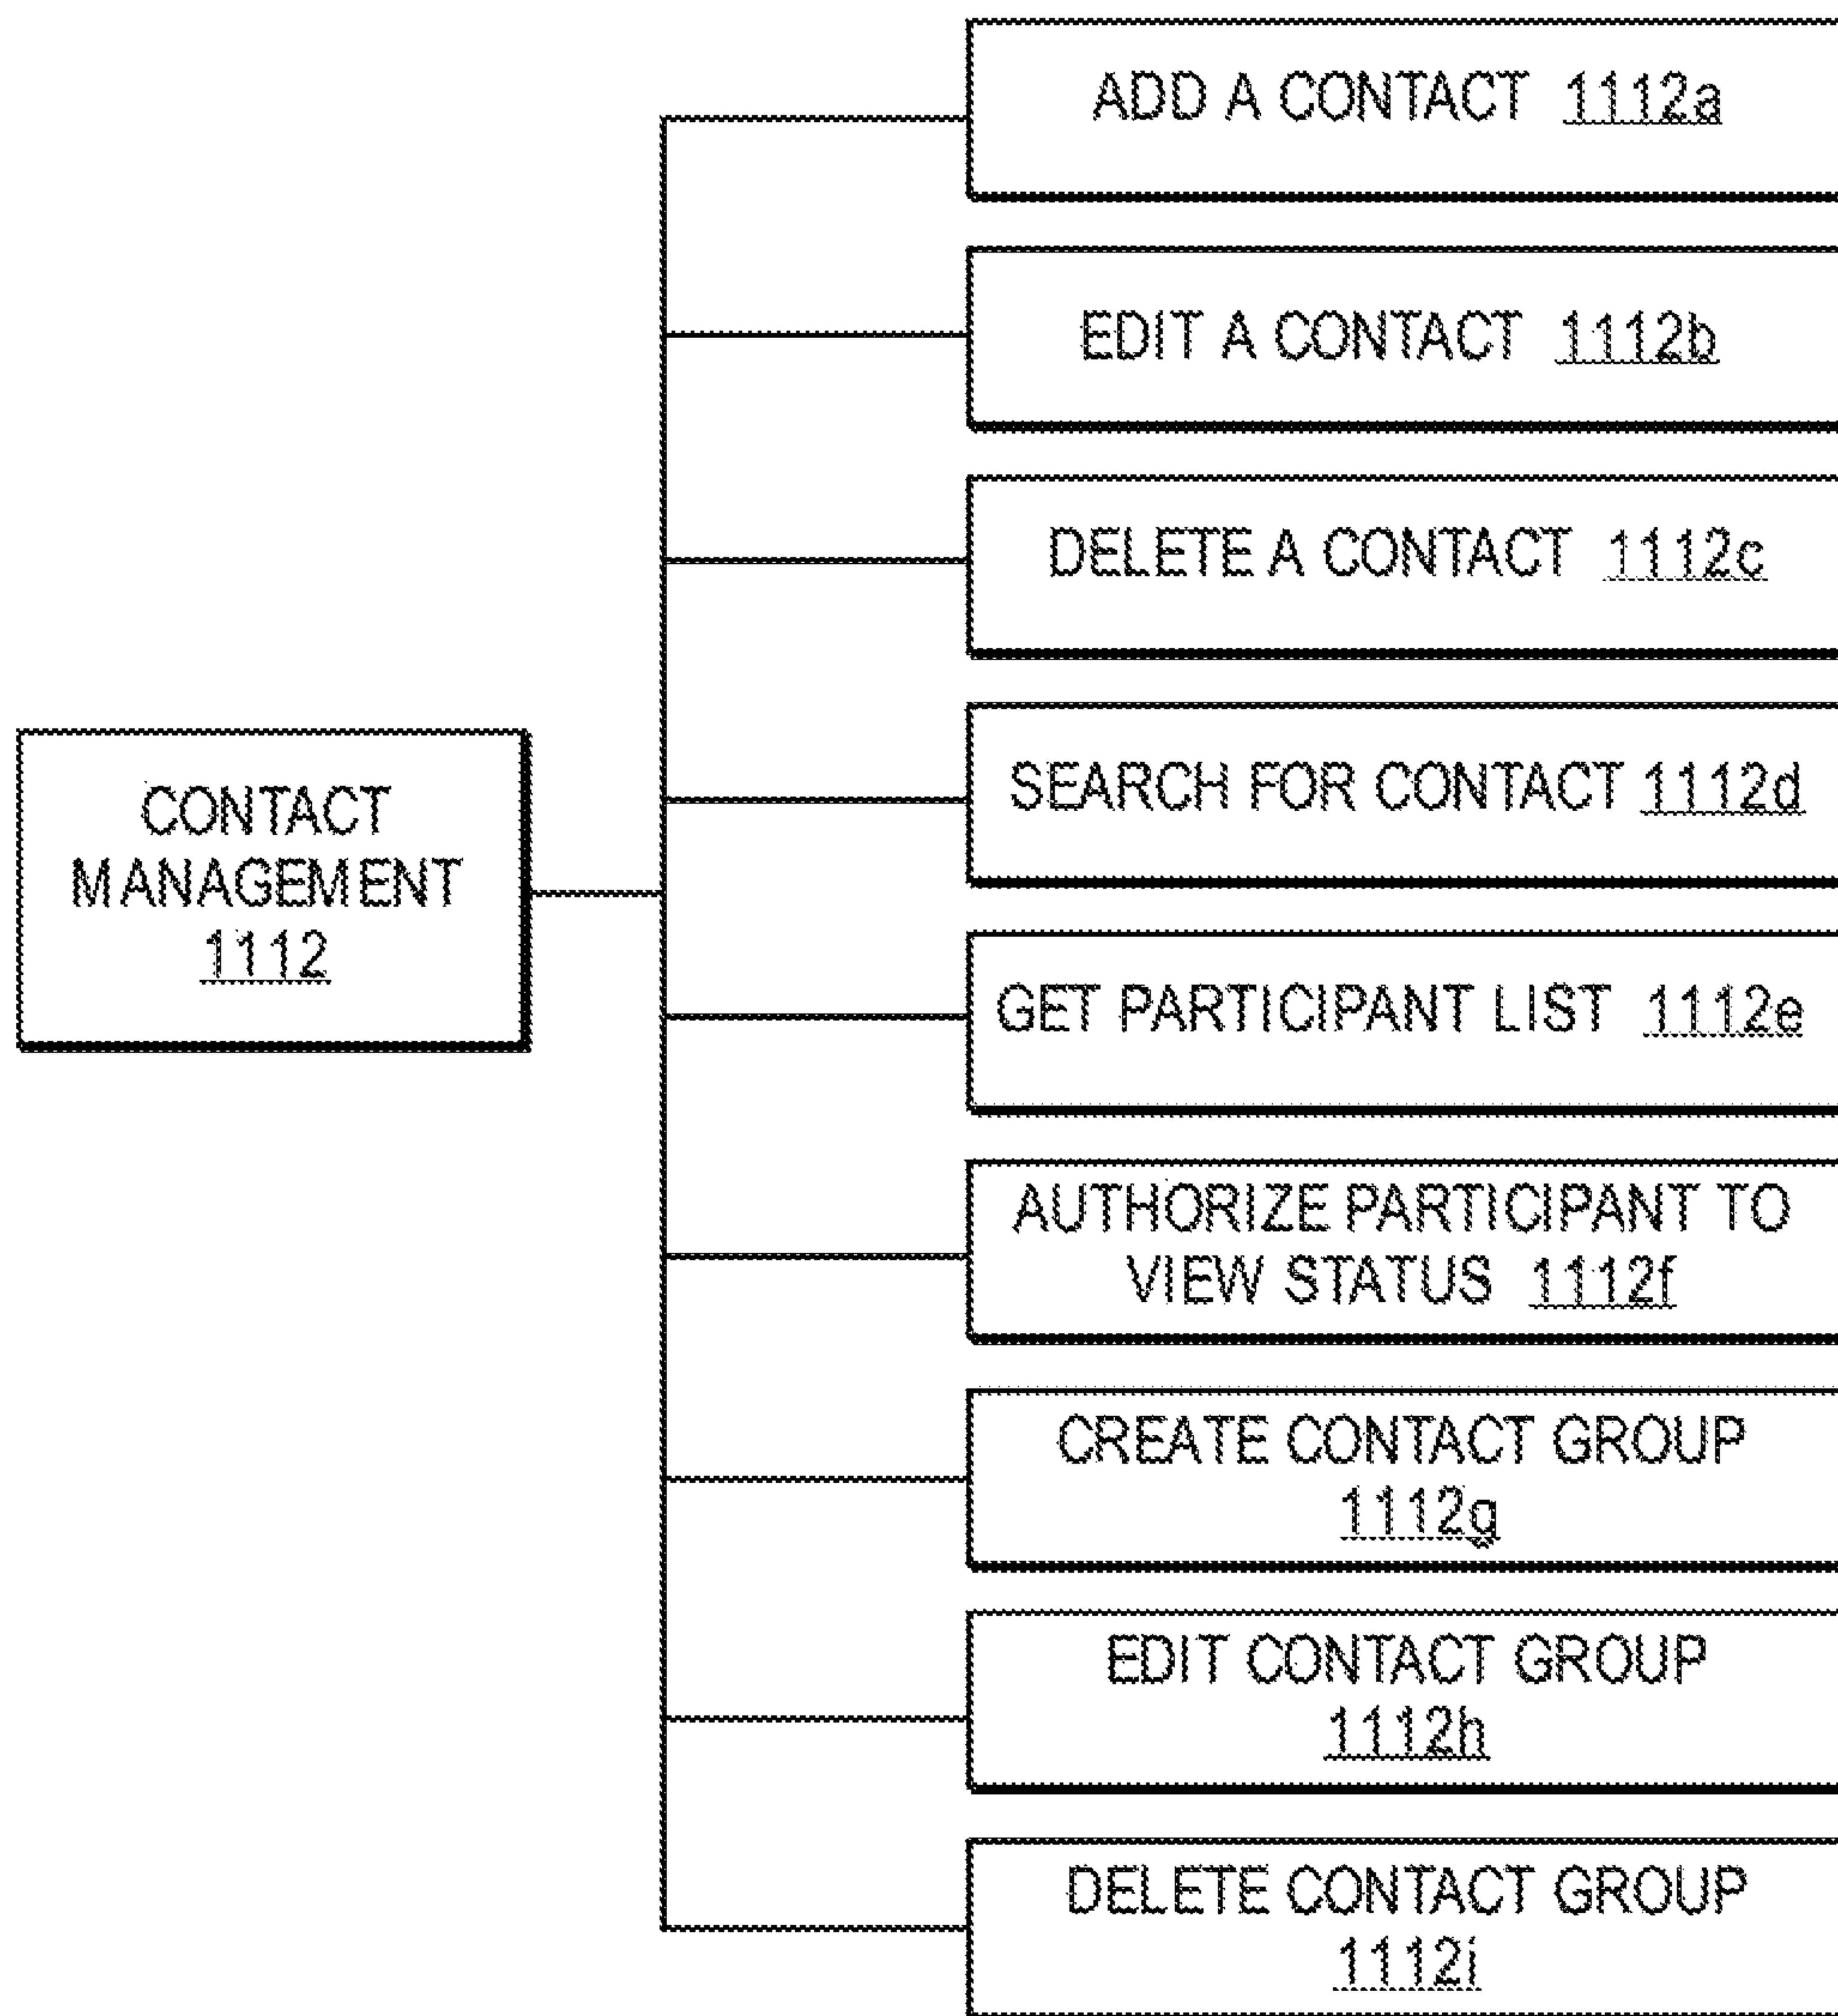 ADD A CONTACT 1112a
EDIT A CONTACT 1112b
DELETE A CONTACT 1112c
SEARCH FOR CONTACT 1112d
CONTACT
MANAGEMENT
1112
GET PARTICIPANT LIST 1112e
AUTHORIZE PARTICIPANT TO
VIEW STATUS 1112f
CREATE CONTACT GROUP
1112g
EDIT CONTACT GROUP
1112h
DELETE CONTACT GROUP
1112i